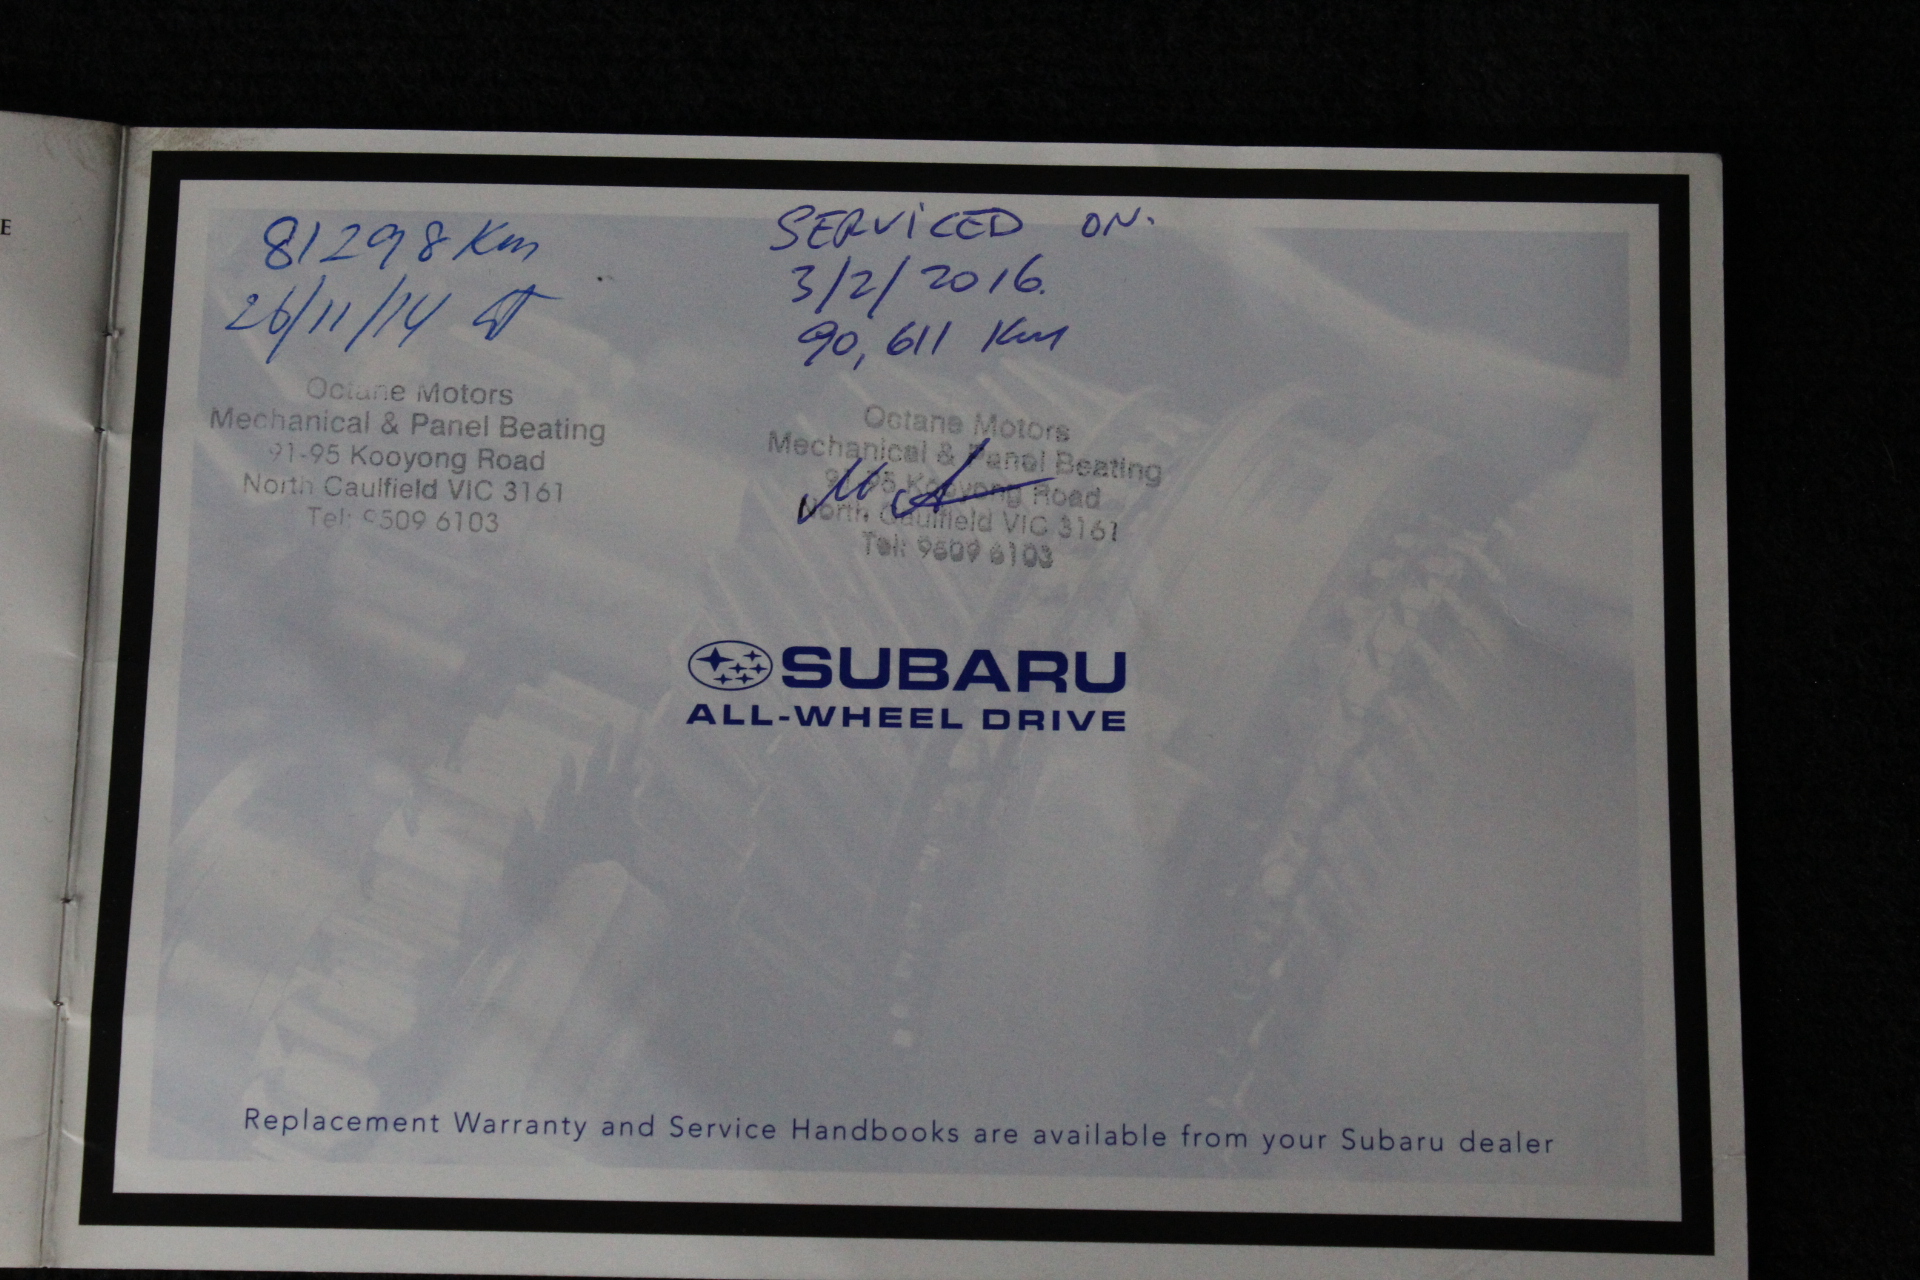 E
81298 Km
26/11/14
Octane Motors
Mechanical & Panel Beating
91-95 Kooyong Road
North Caulfield VIC 3161
Tel: 9509 6103
SERVICED ON.
3/2/2016.
90,611 Km
Octane Motors
Mechanical & Panel Beating
91-95 Kooyong Road
North Caulfield VIC 3161
Tel: 9509 6103
SUBARU
ALL-WHEEL DRIVE
Replacement Warranty and Service Handbooks are available from your Subaru dealer